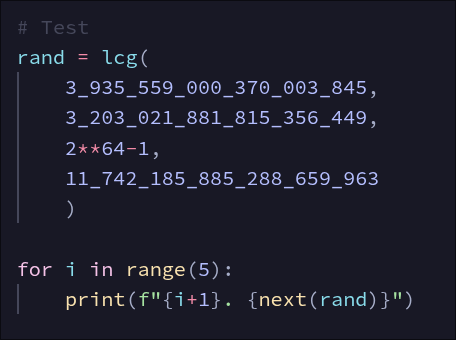 # Test
rand = lcg(
    3_935_559_000_370_003_845,
    3_203_021_881_815_356_449,
    2**64-1,
    11_742_185_885_288_659_963
    )

for i in range(5):
    print(f"{i+1}. {next(rand)}")